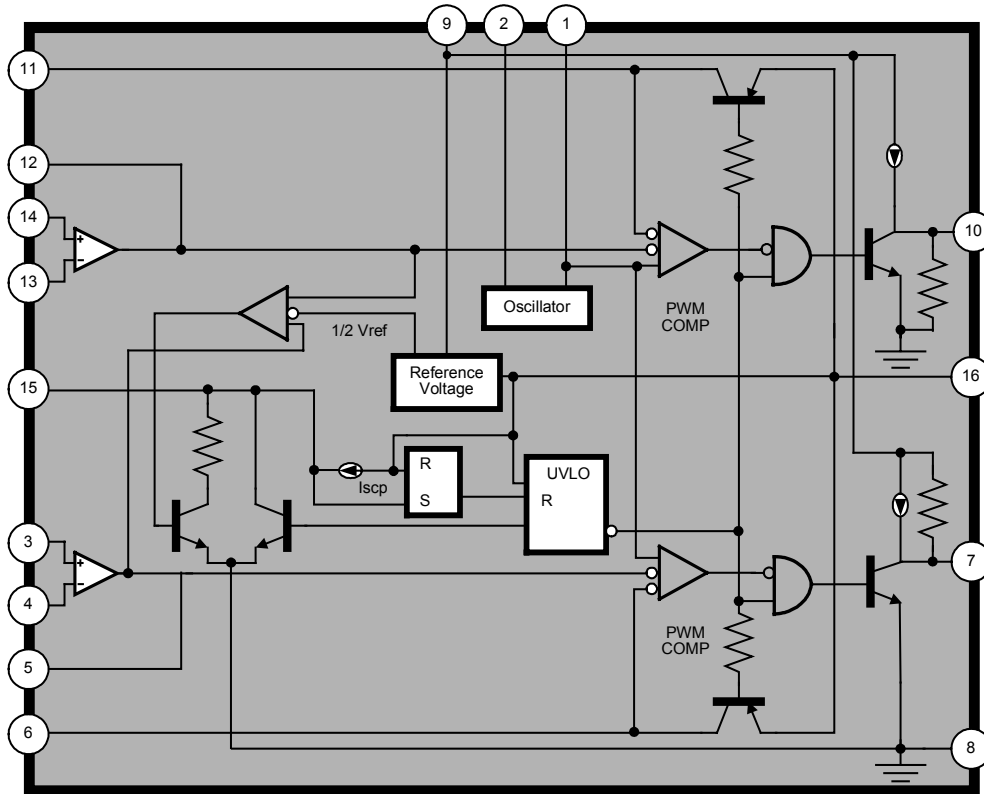 9 2 1
11
12
14
+
−
13
10
Oscillator
PWM
COMP
1/2 Vref
15
Reference
Voltage
16
R
S
Iscp
UVLO
R
3
+
−
4
7
PWM
COMP
5
6
8